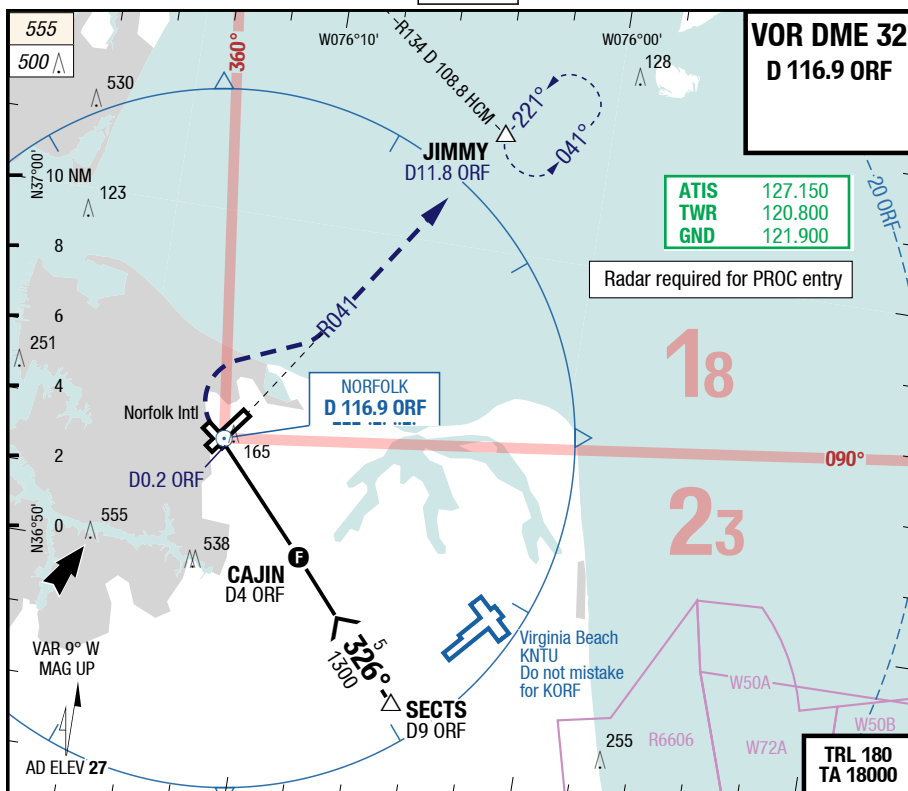 555
500
530
123
251
555
538
165
128
255
360°
090°
W076°10'
W076°00'
N37°00'
N36°50'
10 NM
8
6
4
2
0
VOR DME 32
D 116.9 ORF
R134 D 108.8 HCM
221°
041°
JIMMY
D11.8 ORF
20 ORF
ATIS 127.150
TWR 120.800
GND 121.900
Radar required for PROC entry
R041
18
23
Norfolk Intl
NORFOLK
D 116.9 ORF
D0.2 ORF
F
CAJIN
D4 ORF
5
326°
1300
SECTS
D9 ORF
Virginia Beach
KNTU
Do not mistake
for KORF
VAR 9° W
MAG UP
AD ELEV 27
R6606
W50A
W72A
W50B
TRL 180
TA 18000